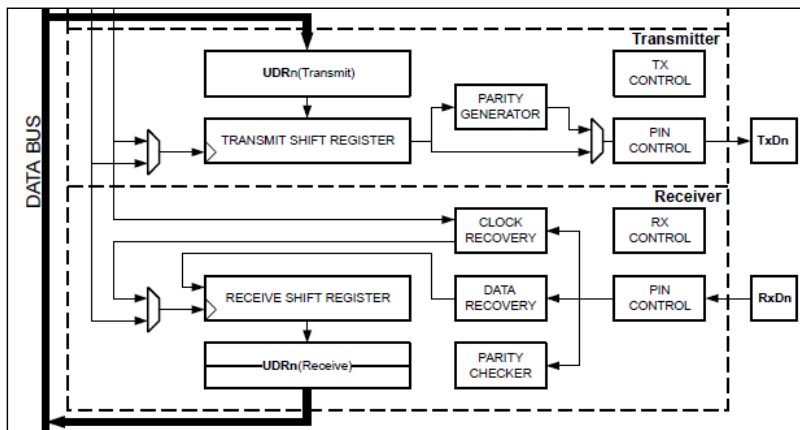 DATA BUS
Transmitter
UDRn(Transmit)
TX
CONTROL
PARITY
GENERATOR
TRANSMIT SHIFT REGISTER
PIN
CONTROL
TxDn
Receiver
CLOCK
RECOVERY
RX
CONTROL
RECEIVE SHIFT REGISTER
DATA
RECOVERY
PIN
CONTROL
RxDn
UDRn(Receive)
PARITY
CHECKER